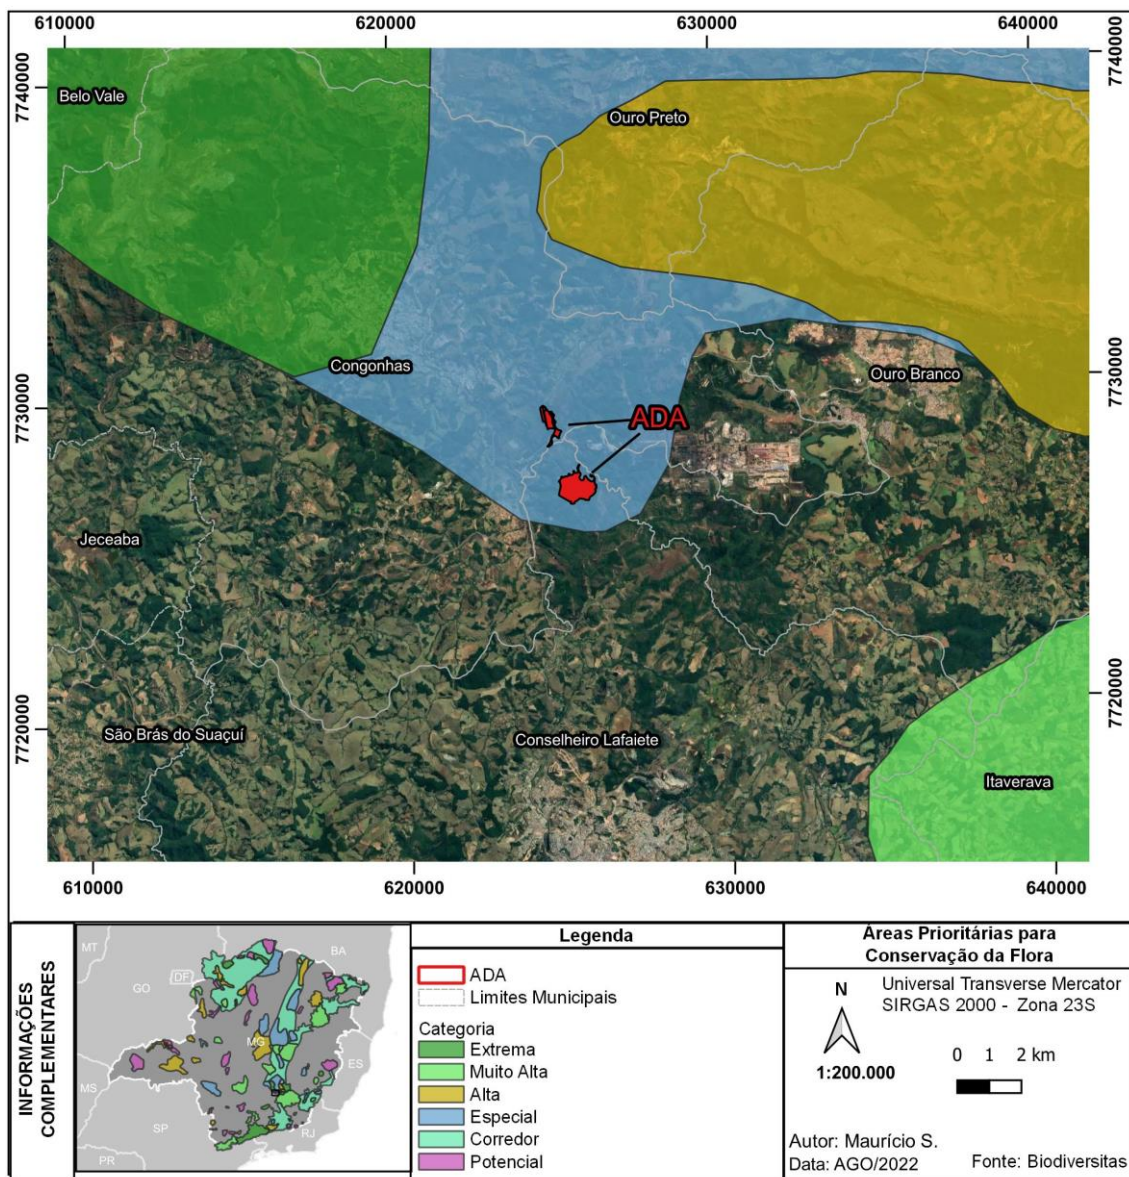 610000
620000
630000
640000
7740000
7740000
Belo Vale
Ouro Preto
7730000
7730000
Congonhas
Ouro Branco
ADA
Jeceaba
7720000
7720000
São Brás do Suaçuí
Conselheiro Lafaiete
Itaverava
610000
620000
630000
640000
INFORMAÇÕES
COMPLEMENTARES
MT
BA
DF
GO
MG
ES
MS
SP
RJ
PR
Legenda
ADA
Limites Municipais
Categoria
Extrema
Muito Alta
Alta
Especial
Corredor
Potencial
Áreas Prioritárias para
Conservação da Flora
N
Universal Transverse Mercator
SIRGAS 2000 - Zona 23S
0 1 2 km
1:200.000
Autor: Maurício S.
Data: AGO/2022
Fonte: Biodiversitas